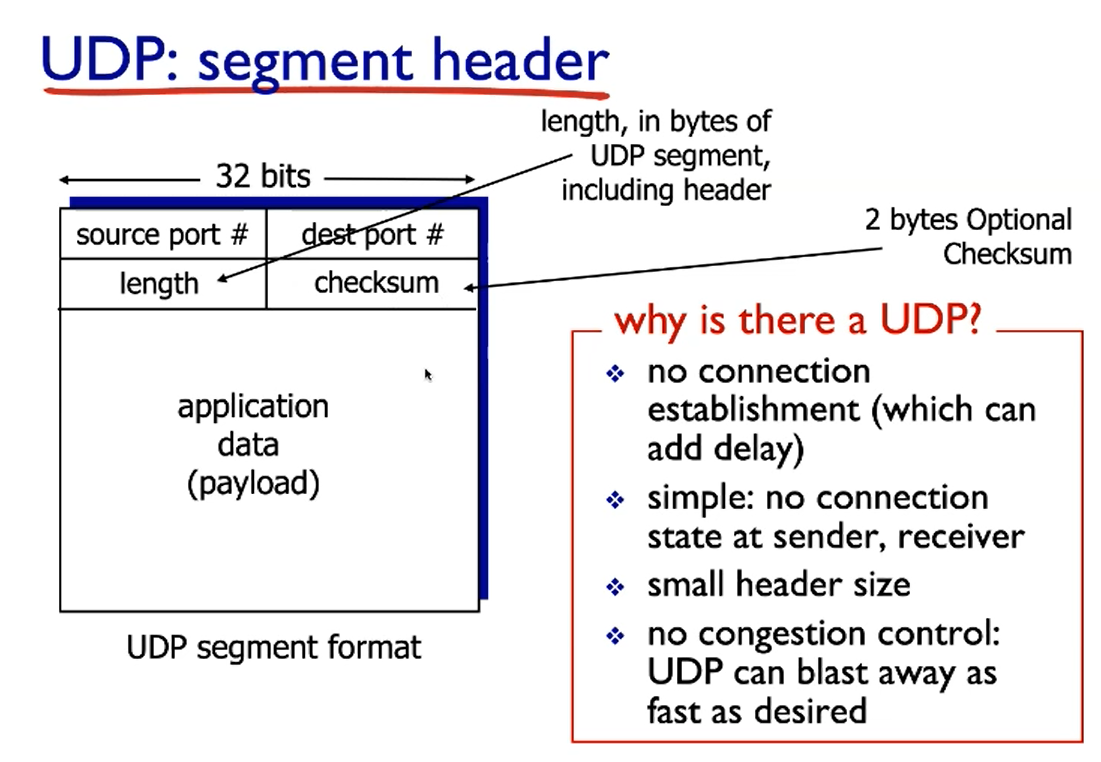 UDP: segment header
length, in bytes of
UDP segment,
including header
32 bits
2 bytes Optional
Checksum
source port #
dest port #
length
checksum
application
data
(payload)
UDP segment format
why is there a UDP?
❖ no connection
establishment (which can
add delay)
❖ simple: no connection
state at sender, receiver
❖ small header size
❖ no congestion control:
UDP can blast away as
fast as desired